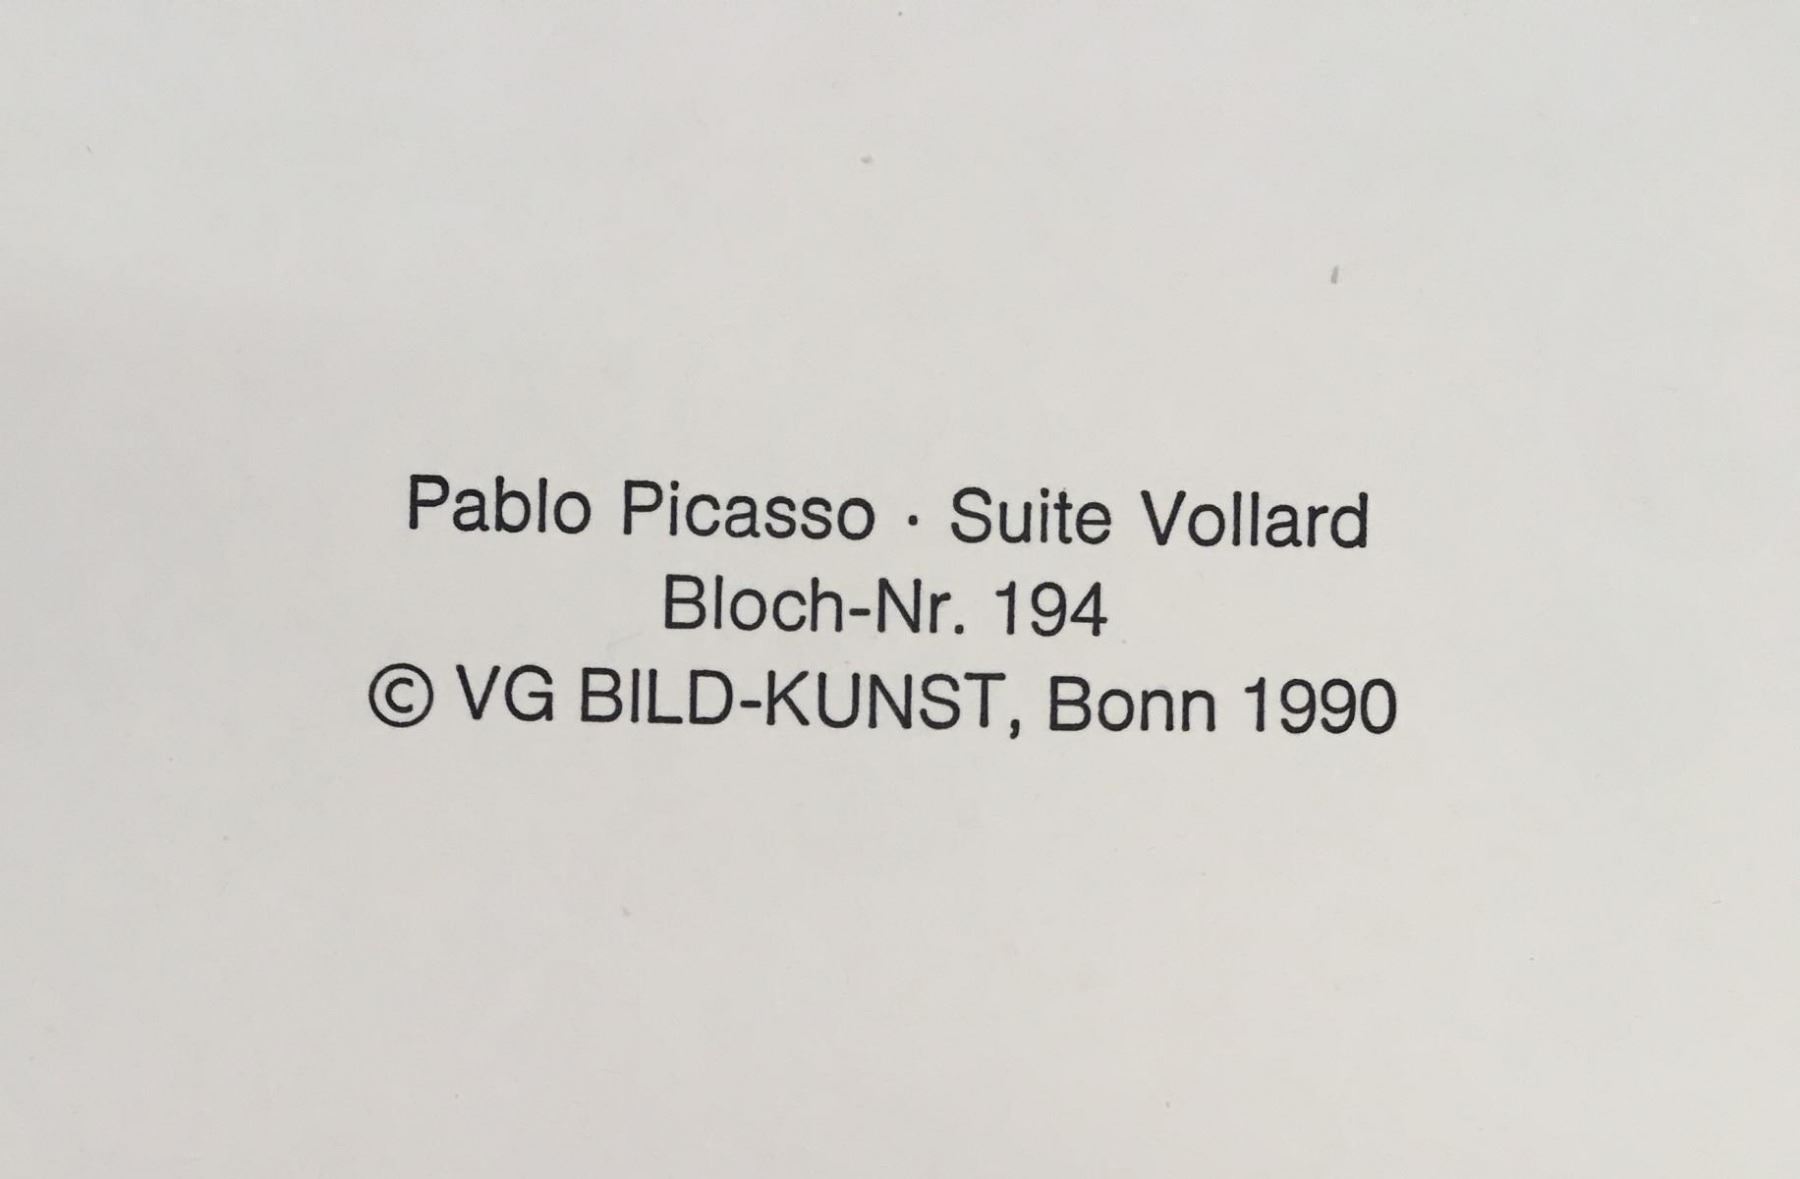 Pablo Picasso · Suite Vollard
Bloch-Nr. 194
© VG BILD-KUNST, Bonn 1990